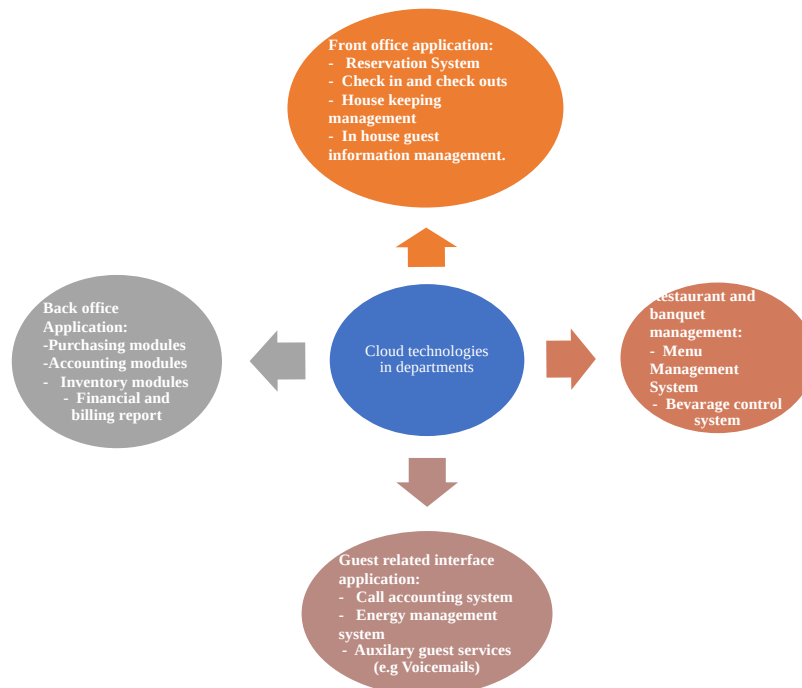 Front office application:
- Reservation System
- Check in and check outs
- House keeping
management
- In house guest
information management.
Back office
Application:
-Purchasing modules
-Accounting modules
- Inventory modules
- Financial and
billing report
Cloud technologies
in departments
Restaurant and
banquet
management:
- Menu
Management
System
- Bevarage control
system
Guest related interface
application:
- Call accounting system
- Energy management
system
- Auxilary guest services
(e.g Voicemails)